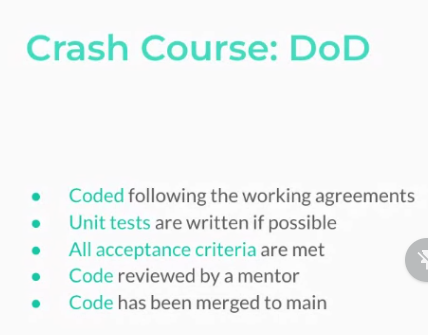 Crash Course: DoD
● Coded following the working agreements
● Unit tests are written if possible
● All acceptance criteria are met
● Code reviewed by a mentor
● Code has been merged to main